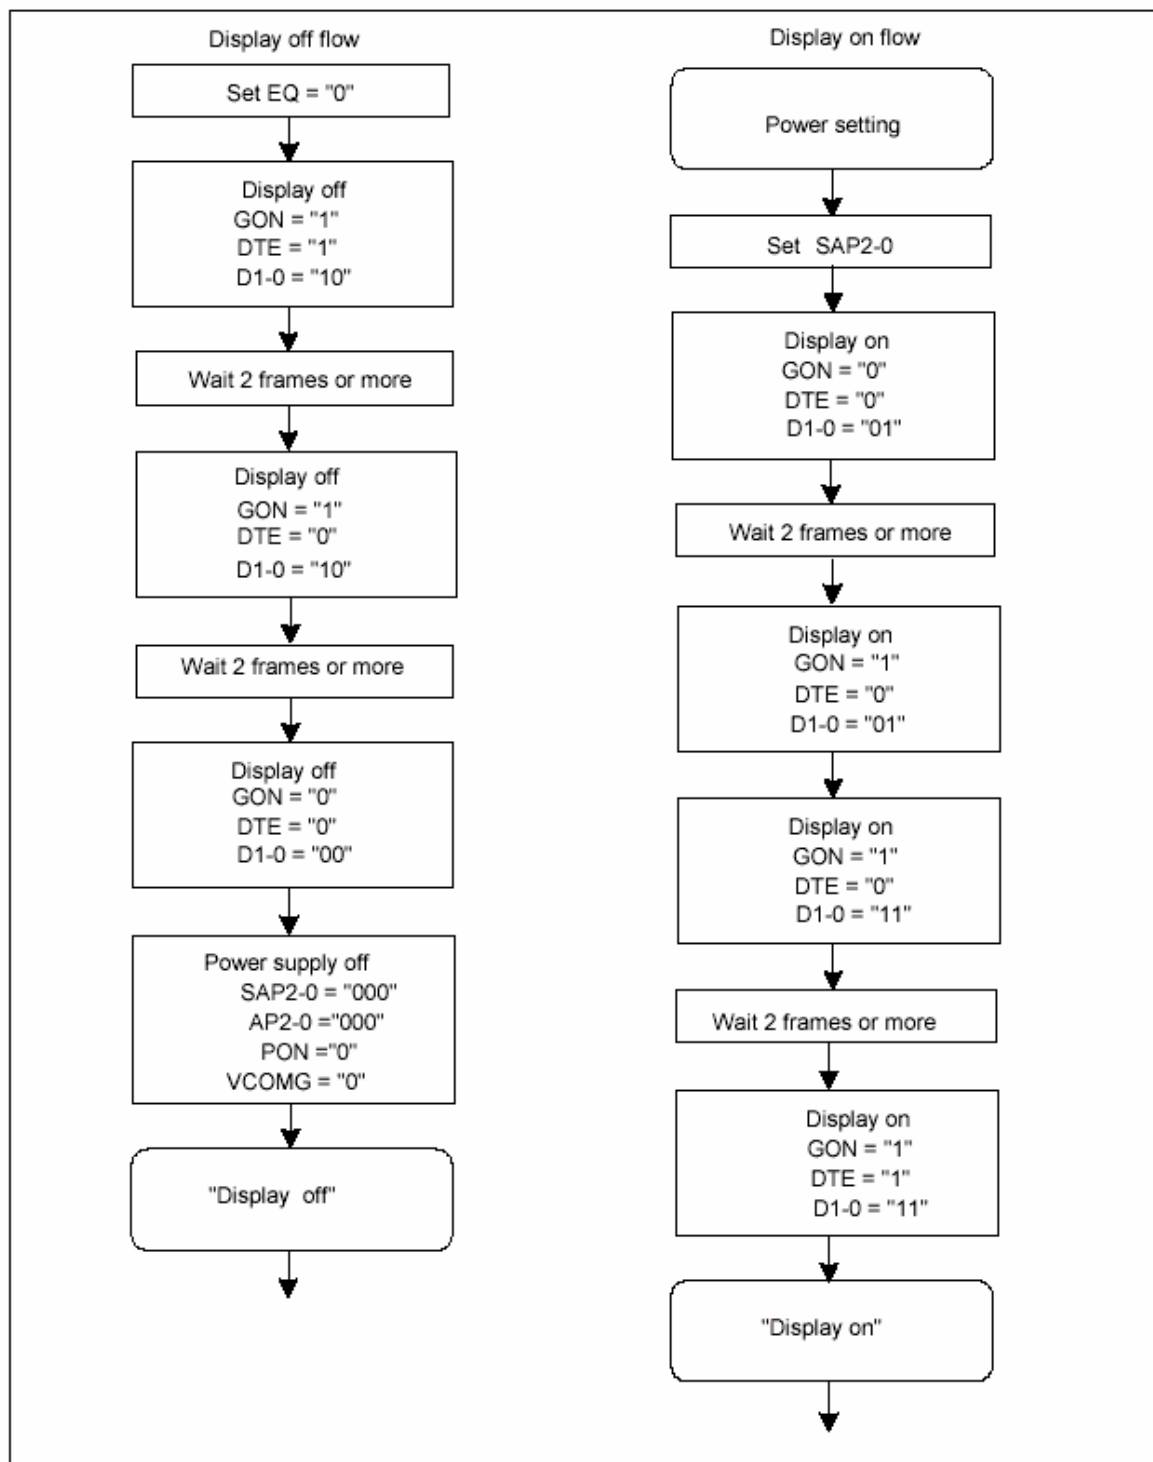 Display off flow
Set EQ = "0"
Display off
GON = "1"
DTE = "1"
D1-0 = "10"
Wait 2 frames or more
Display off
GON = "1"
DTE = "0"
D1-0 = "10"
Wait 2 frames or more
Display off
GON = "0"
DTE = "0"
D1-0 = "00"
Power supply off
SAP2-0 = "000"
AP2-0 ="000"
PON ="0"
VCOMG = "0"
"Display off"
Display on flow
Power setting
Set SAP2-0
Display on
GON = "0"
DTE = "0"
D1-0 = "01"
Wait 2 frames or more
Display on
GON = "1"
DTE = "0"
D1-0 = "01"
Display on
GON = "1"
DTE = "0"
D1-0 = "11"
Wait 2 frames or more
Display on
GON = "1"
DTE = "1"
D1-0 = "11"
"Display on"